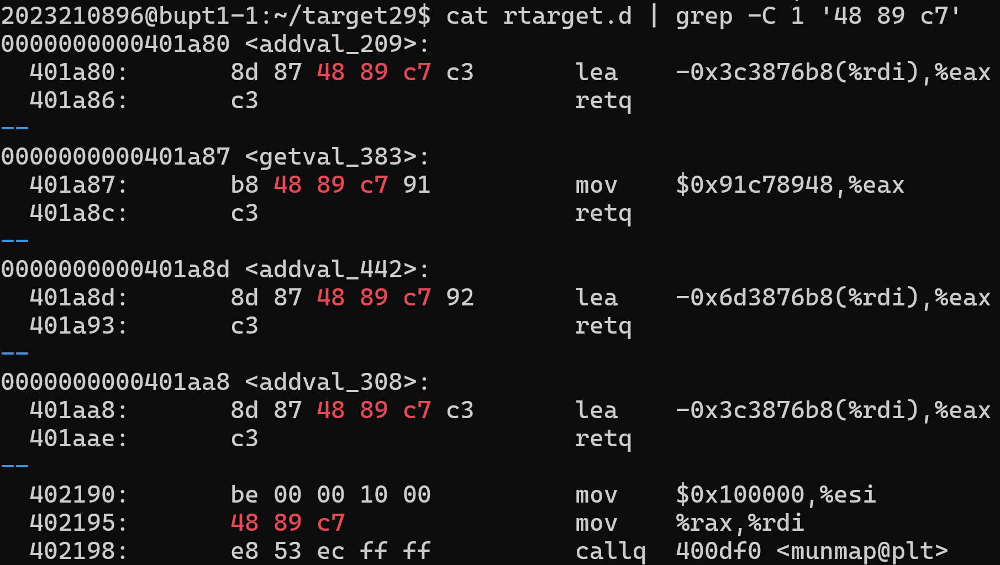 2023210896@bupt1-1:~/target29$ cat rtarget.d | grep -C 1 '48 89 c7'
0000000000401a80 <addval_209>:
  401a80:       8d 87 48 89 c7 c3       lea    -0x3c3876b8(%rdi),%eax
  401a86:       c3                      retq
--
0000000000401a87 <getval_383>:
  401a87:       b8 48 89 c7 91          mov    $0x91c78948,%eax
  401a8c:       c3                      retq
--
0000000000401a8d <addval_442>:
  401a8d:       8d 87 48 89 c7 92       lea    -0x6d3876b8(%rdi),%eax
  401a93:       c3                      retq
--
0000000000401aa8 <addval_308>:
  401aa8:       8d 87 48 89 c7 c3       lea    -0x3c3876b8(%rdi),%eax
  401aae:       c3                      retq
--
  402190:       be 00 00 10 00          mov    $0x100000,%esi
  402195:       48 89 c7                mov    %rax,%rdi
  402198:       e8 53 ec ff ff          callq  400df0 <munmap@plt>